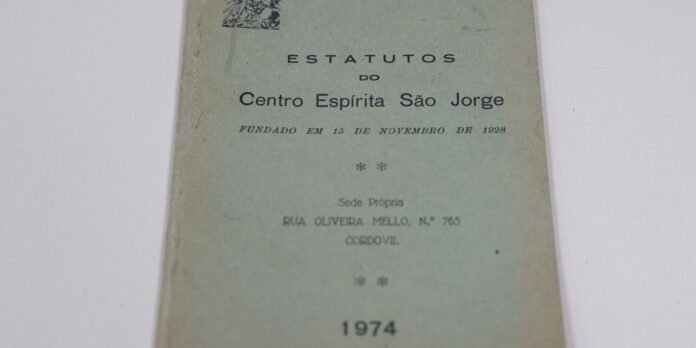 ESTATUTOS
DO
Centro Espírita São Jorge
FUNDADO EM 15 DE NOVEMBRO DE 1928
* *
Sede Própria
RUA OLIVEIRA MELLO, N.º 765
CORDOVIL
* *
1974